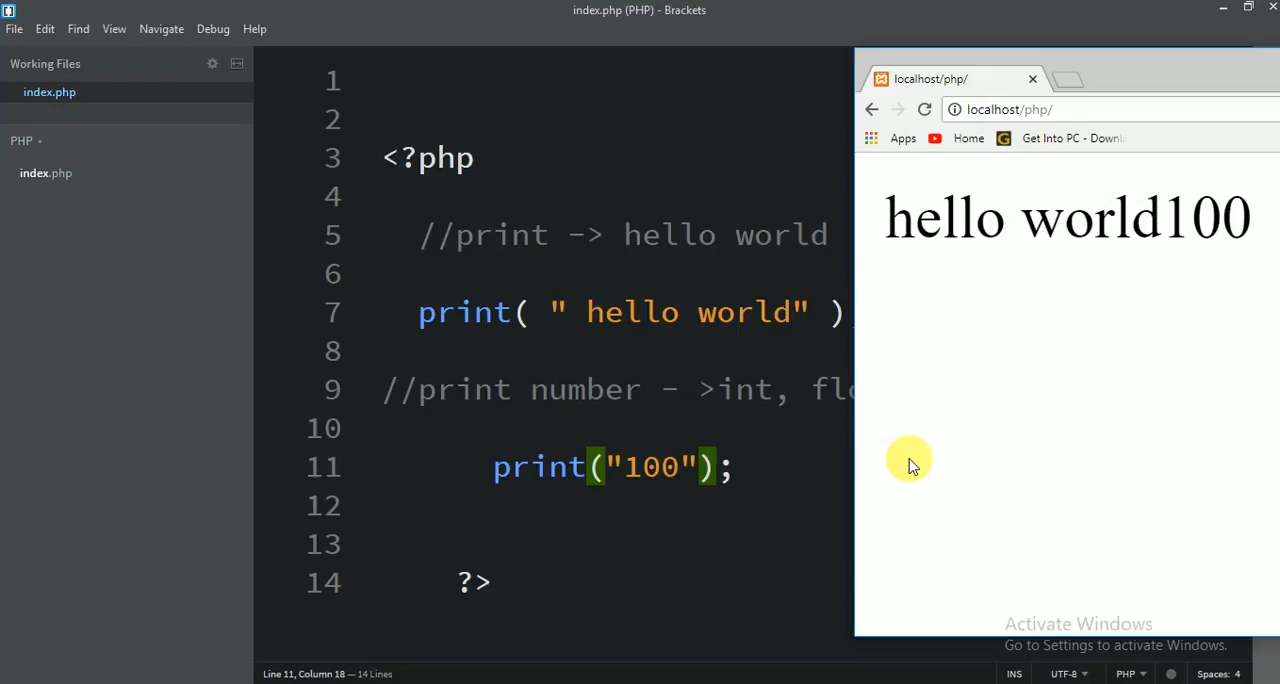 index.php (PHP) - Brackets
File Edit Find View Navigate Debug Help
Working Files
index.php
PHP
index.php
1
2
3 <?php
4
5 //print -> hello world
6
7 print( " hello world" )
8
9 //print number - >int, flo
10
11 print("100");
12
13
14 ?>
localhost/php/
localhost/php/
Apps Home G Get Into PC - Downl
hello world100
Activate Windows
Go to Settings to activate Windows.
Line 11, Column 18 — 14 Lines
INS UTF-8 PHP Spaces: 4